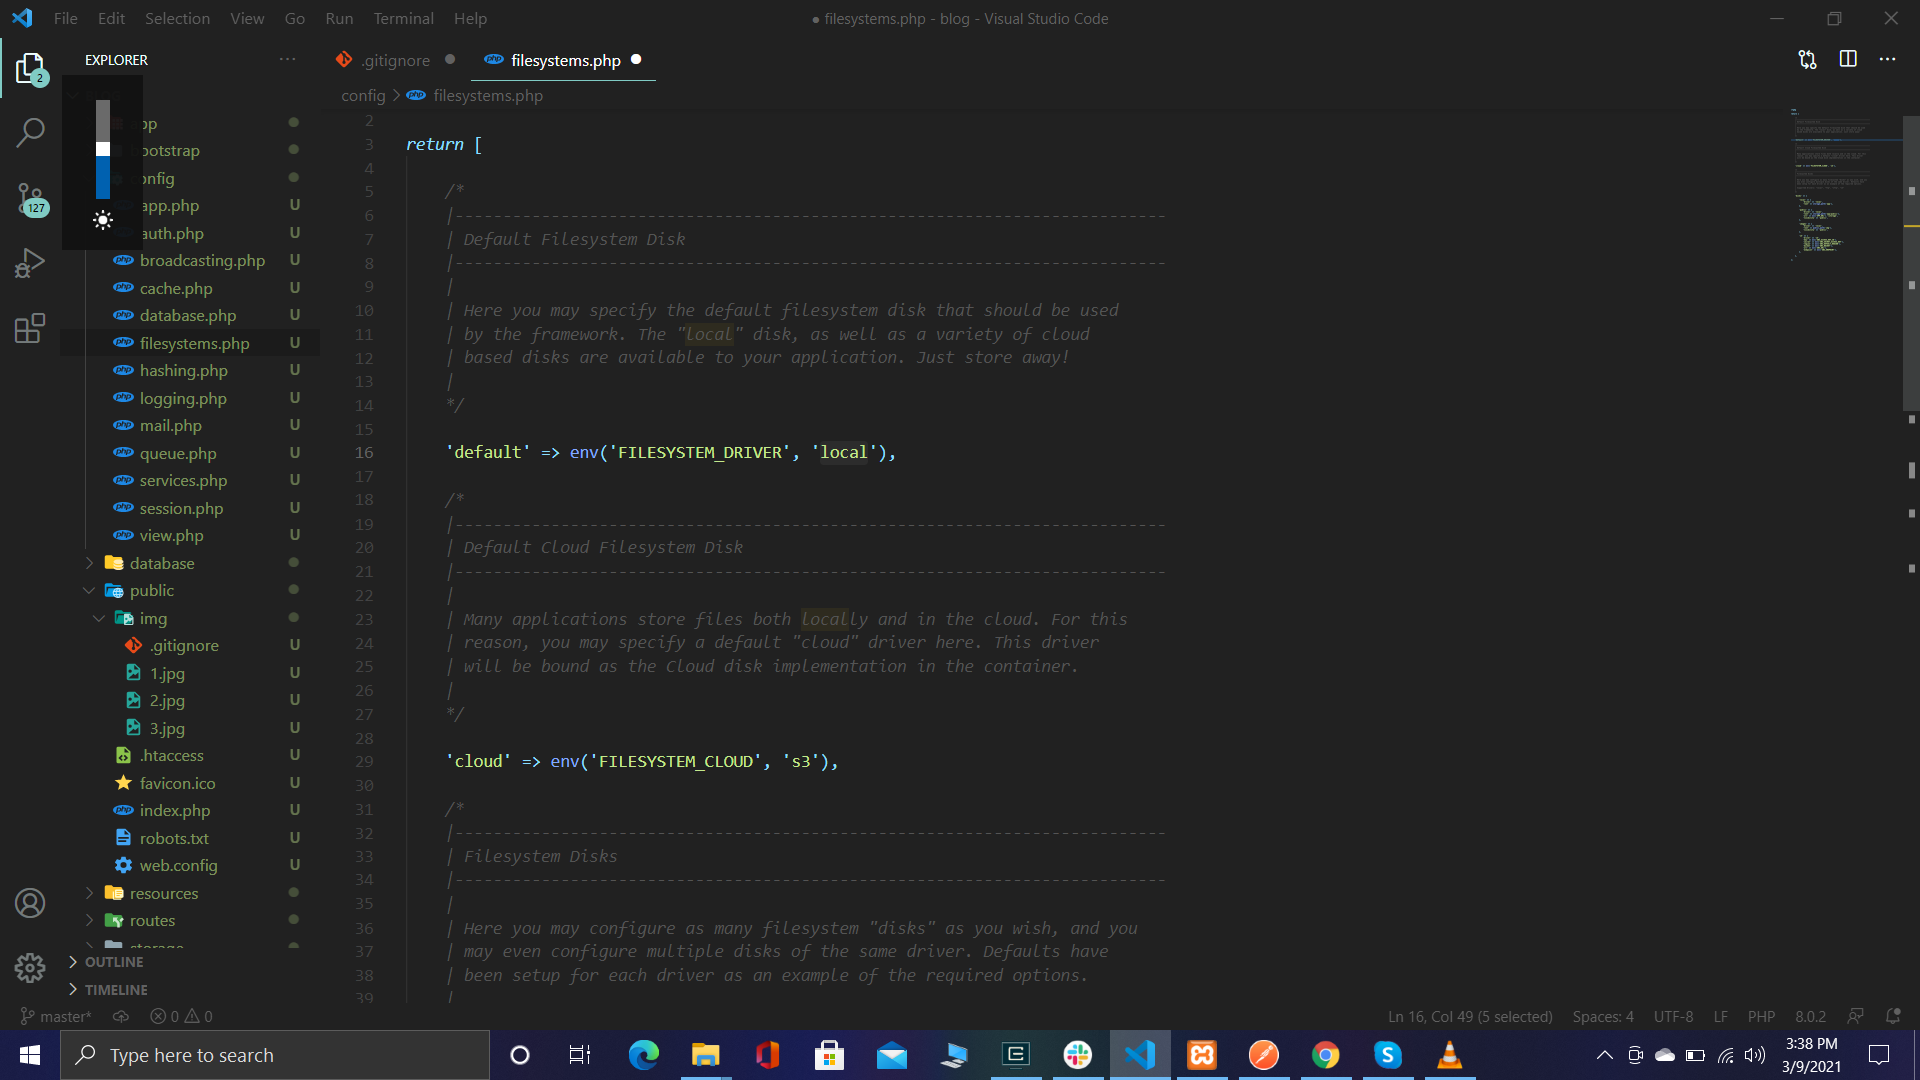 File Edit Selection View Go Run Terminal Help
● filesystems.php - blog - Visual Studio Code
EXPLORER
.gitignore
filesystems.php
config > filesystems.php
2
127
app.php U
auth.php U
broadcasting.php U
cache.php U
database.php U
filesystems.php U
hashing.php U
logging.php U
mail.php U
queue.php U
services.php U
session.php U
view.php U
database
public
img
.gitignore U
1.jpg U
2.jpg U
3.jpg U
.htaccess U
favicon.ico U
index.php U
robots.txt U
web.config U
resources
routes
storage
OUTLINE
TIMELINE
2
3 return [
4
5 /*
6 |--------------------------------------------------------------------------
7 | Default Filesystem Disk
8 |--------------------------------------------------------------------------
9 |
10 | Here you may specify the default filesystem disk that should be used
11 | by the framework. The "local" disk, as well as a variety of cloud
12 | based disks are available to your application. Just store away!
13 |
14 */
15
16 'default' => env('FILESYSTEM_DRIVER', 'local'),
17
18 /*
19 |--------------------------------------------------------------------------
20 | Default Cloud Filesystem Disk
21 |--------------------------------------------------------------------------
22 |
23 | Many applications store files both locally and in the cloud. For this
24 | reason, you may specify a default "cloud" driver here. This driver
25 | will be bound as the Cloud disk implementation in the container.
26 |
27 */
28
29 'cloud' => env('FILESYSTEM_CLOUD', 's3'),
30
31 /*
32 |--------------------------------------------------------------------------
33 | Filesystem Disks
34 |--------------------------------------------------------------------------
35 |
36 | Here you may configure as many filesystem "disks" as you wish, and you
37 | may even configure multiple disks of the same driver. Defaults have
38 | been setup for each driver as an example of the required options.
39 |
master* 0 0
Ln 16, Col 49 (5 selected) Spaces: 4 UTF-8 LF PHP 8.0.2
Type here to search
3:38 PM
3/9/2021